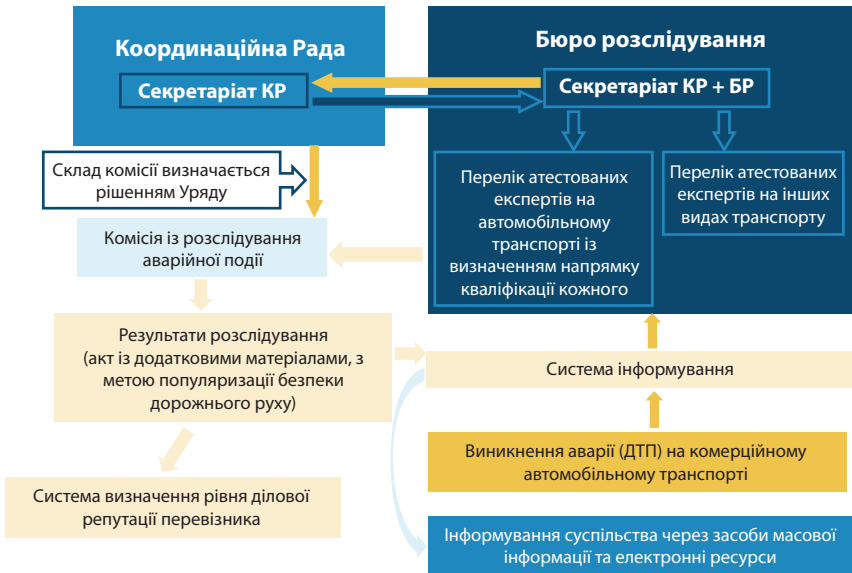 Координаційна Рада
Секретаріат КР
Бюро розслідування
Секретаріат КР + БР
Склад комісії визначається
рішенням Уряду
Перелік атестованих
експертів на
автомобільному
транспорті із
визначенням напрямку
кваліфікації кожного
Перелік атестованих
експертів на інших
видах транспорту
Комісія із розслідування
аварійної події
Результати розслідування
(акт із додатковими матеріалами, з
метою популяризації безпеки
дорожнього руху)
Система інформування
Виникнення аварії (ДТП) на комерційному
автомобільному транспорті
Система визначення рівня ділової
репутації перевізника
Інформування суспільства через засоби масової
інформації та електронні ресурси